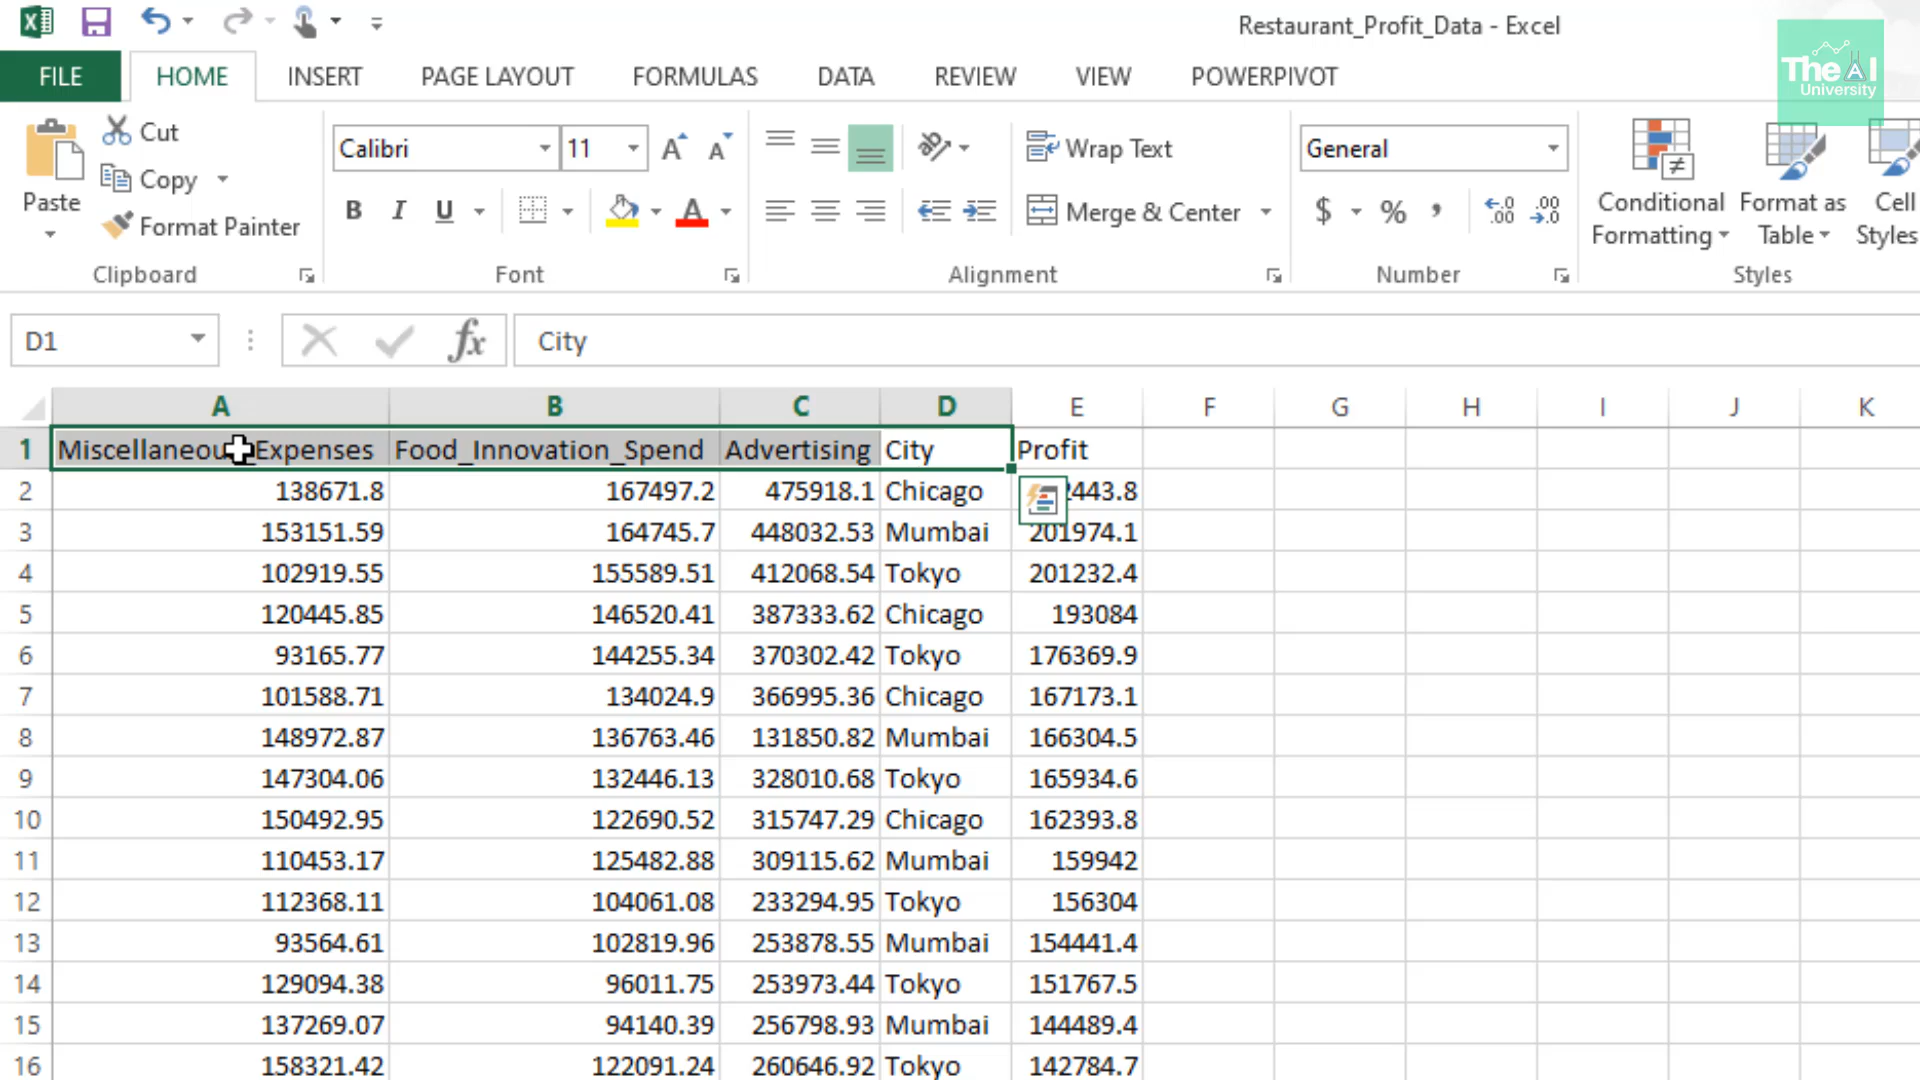 Restaurant_Profit_Data - Excel
The AI
University
FILE HOME INSERT PAGE LAYOUT FORMULAS DATA REVIEW VIEW POWERPIVOT
Paste
Cut
Copy
Format Painter
Clipboard
Calibri 11
A A
B I U A
Font
ab
Wrap Text
Merge & Center
Alignment
General
$ % , .0 .00 .00 .0
Number
Conditional Formatting
Format as Table
Cell Styles
Styles
D1 fx City
A B C D E F G H I J K
1 Miscellaneou _Expenses Food_Innovation_Spend Advertising City Profit
2 138671.8 167497.2 475918.1 Chicago 2443.8
3 153151.59 164745.7 448032.53 Mumbai 201974.1
4 102919.55 155589.51 412068.54 Tokyo 201232.4
5 120445.85 146520.41 387333.62 Chicago 193084
6 93165.77 144255.34 370302.42 Tokyo 176369.9
7 101588.71 134024.9 366995.36 Chicago 167173.1
8 148972.87 136763.46 131850.82 Mumbai 166304.5
9 147304.06 132446.13 328010.68 Tokyo 165934.6
10 150492.95 122690.52 315747.29 Chicago 162393.8
11 110453.17 125482.88 309115.62 Mumbai 159942
12 112368.11 104061.08 233294.95 Tokyo 156304
13 93564.61 102819.96 253878.55 Mumbai 154441.4
14 129094.38 96011.75 253973.44 Tokyo 151767.5
15 137269.07 94140.39 256798.93 Mumbai 144489.4
16 158321.42 122091.24 260646.92 Tokyo 142784.7